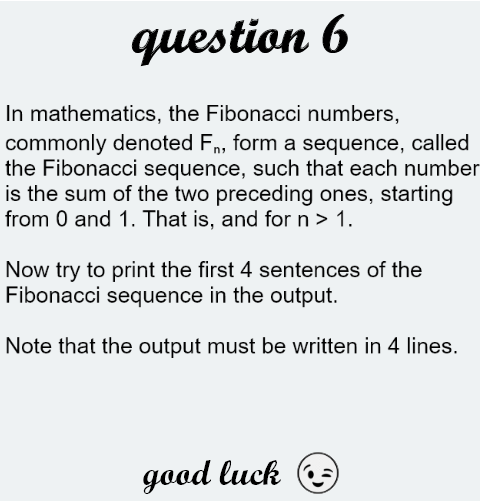 question 6
In mathematics, the Fibonacci numbers,
commonly denoted Fn, form a sequence, called
the Fibonacci sequence, such that each number
is the sum of the two preceding ones, starting
from 0 and 1. That is, and for n > 1.
Now try to print the first 4 sentences of the
Fibonacci sequence in the output.
Note that the output must be written in 4 lines.
good luck